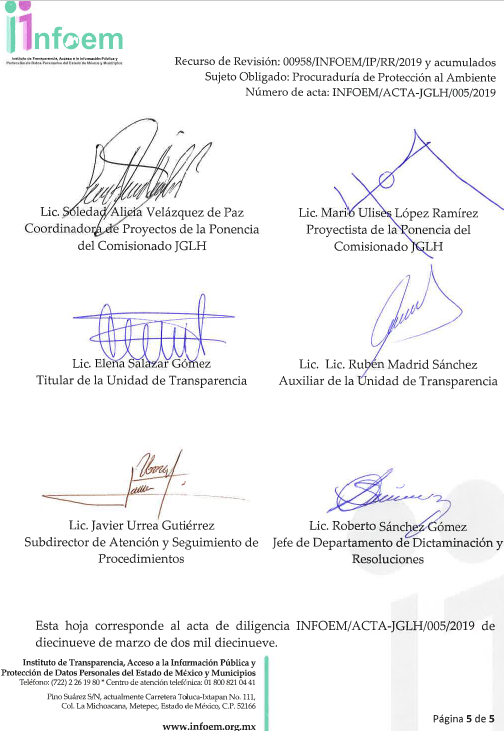 infoem
Instituto de Transparencia, Acceso a la Información Pública y
Protección de Datos Personales del Estado de México y Municipios
Recurso de Revisión: 00958/INFOEM/IP/RR/2019 y acumulados
Sujeto Obligado: Procuraduría de Protección al Ambiente
Número de acta: INFOEM/ACTA-JGLH/005/2019
Lic. Soledad Alicia Velázquez de Paz
Coordinadora de Proyectos de la Ponencia
del Comisionado JGLH
Lic. Mario Ulises López Ramírez
Proyectista de la Ponencia del
Comisionado JGLH
Lic. Elena Salazar Gómez
Titular de la Unidad de Transparencia
Lic. Lic. Rubén Madrid Sánchez
Auxiliar de la Unidad de Transparencia
Lic. Javier Urrea Gutiérrez
Subdirector de Atención y Seguimiento de
Procedimientos
Lic. Roberto Sánchez Gómez
Jefe de Departamento de Dictaminación y
Resoluciones
Esta hoja corresponde al acta de diligencia INFOEM/ACTA-JGLH/005/2019 de
diecinueve de marzo de dos mil diecinueve.
Instituto de Transparencia, Acceso a la Información Pública y
Protección de Datos Personales del Estado de México y Municipios
Teléfono: (722) 2 26 19 80 * Centro de atención telefónica: 01 800 821 04 41
Pino Suárez S/N, actualmente Carretera Toluca-Ixtapan No. 111,
Col. La Michoacana, Metepec, Estado de México, C.P. 52166
www.infoem.org.mx
Página 5 de 5